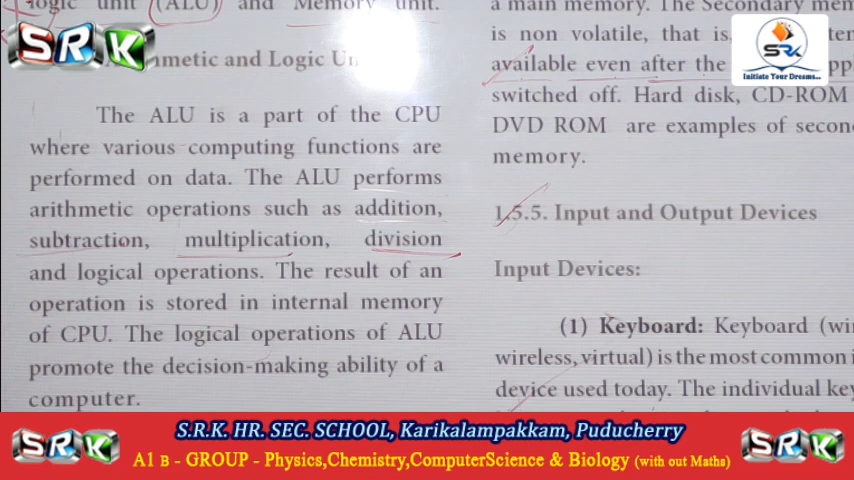 logic unit (ALU) and Memory unit.
and Logic
The ALU is a part of the CPU
where various computing functions are
performed on data. The ALU performs
arithmetic operations such as addition,
subtraction, multiplication, division
and logical operations. The result of an
operation is stored in internal memory
of CPU. The logical operations of ALU
promote the decision-making ability of a
computer.
a main memory. The Secondary
is non volatile, that is,
available even after the
switched off. Hard disk, CD-ROM
DVD ROM are examples of
memory.
1.5.5. Input and Output Devices
Input Devices:
(1) Keyboard: Keyboard
wireless, virtual) is the most common
device used today. The individual
SRK
SRK
Initiate Your Dreams...
SRK
S.R.K. HR. SEC. SCHOOL, Karikalampakkam, Puducherry
A1 B - GROUP - Physics,Chemistry,ComputerScience & Biology (with out Maths)
SRK